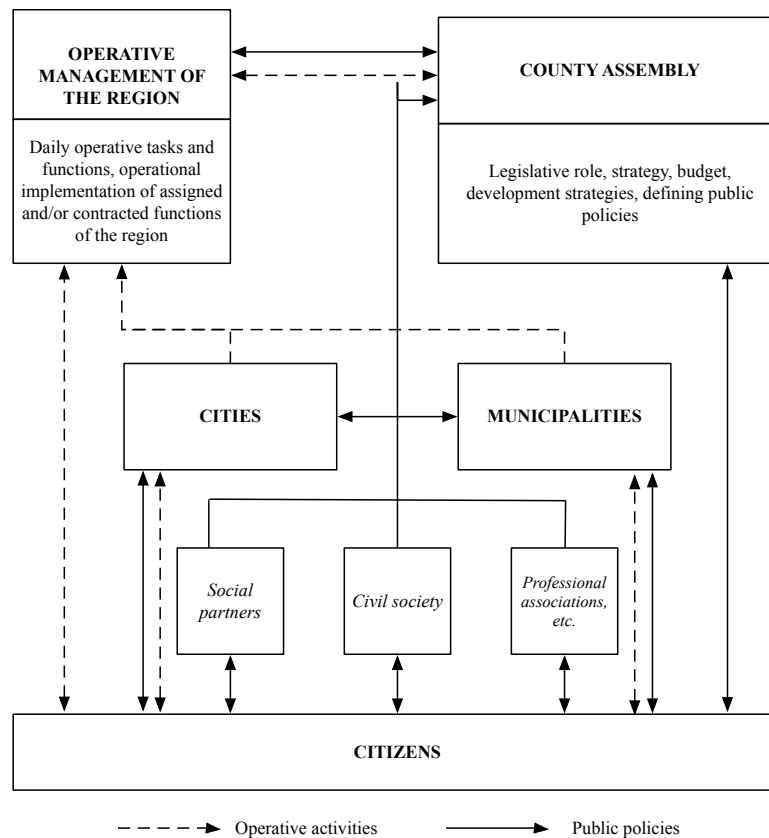 OPERATIVE
MANAGEMENT OF
THE REGION
Daily operative tasks and
functions, operational
implementation of assigned
and/or contracted functions
of the region
COUNTY ASSEMBLY
Legislative role, strategy, budget,
development strategies, defining public
policies
CITIES
MUNICIPALITIES
Social
partners
Civil society
Professional
associations,
etc.
CITIZENS
Operative activities
Public policies